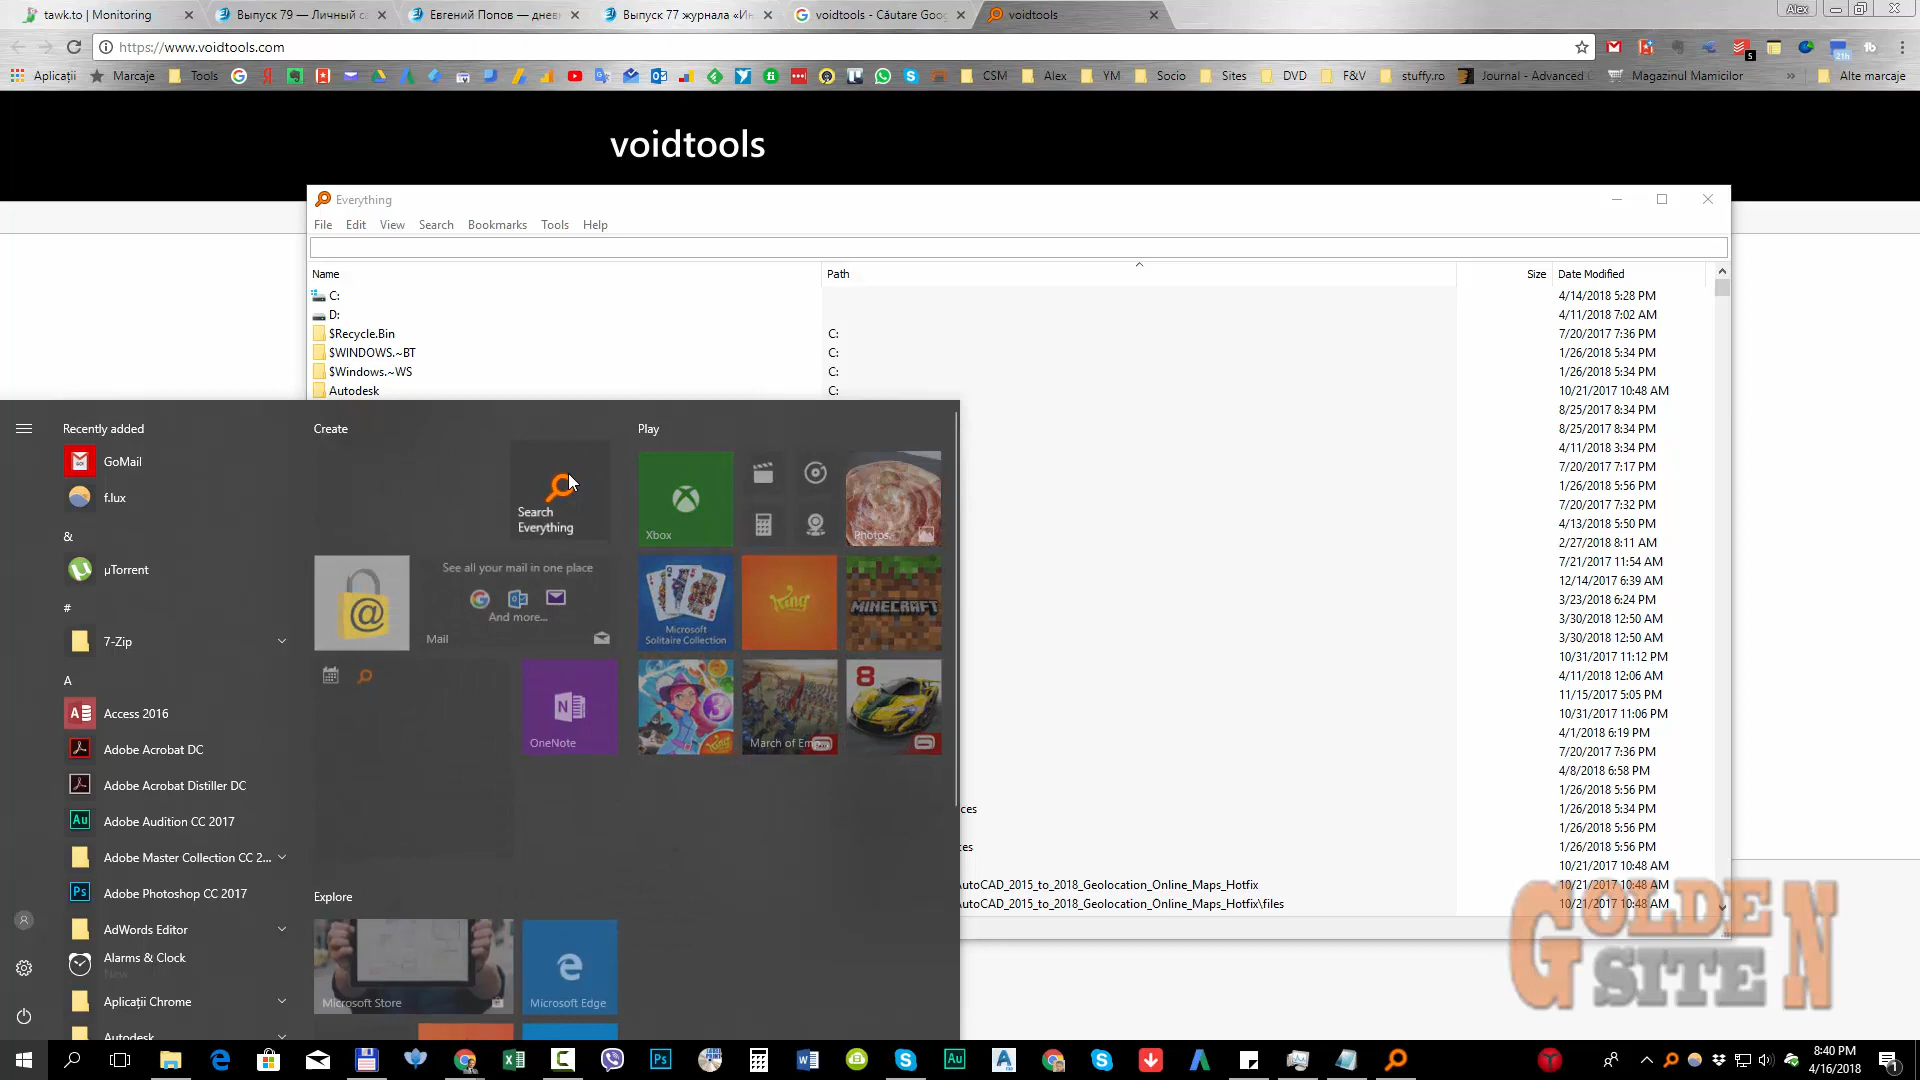 tawk.to | Monitoring
Выпуск 79 — Личный са
Евгений Попов — дневн
Выпуск 77 журнала «Ин
voidtools - Căutare Goog
voidtools
Alex
https://www.voidtools.com
5
21h
fb
Aplicații
Marcaje
Tools
CSM
Alex
YM
Socio
Sites
DVD
F&V
stuffy.ro
Journal - Advanced
Magazinul Mamicilor
»
Alte marcaje
voidtools
Everything
File Edit View Search Bookmarks Tools Help
Name Path Size Date Modified
C: 4/14/2018 5:28 PM
D: 4/11/2018 7:02 AM
$Recycle.Bin C: 7/20/2017 7:36 PM
$WINDOWS.~BT C: 1/26/2018 5:34 PM
$Windows.~WS C: 1/26/2018 5:34 PM
Autodesk C: 10/21/2017 10:48 AM
8/25/2017 8:34 PM
8/25/2017 8:34 PM
4/11/2018 3:34 PM
7/20/2017 7:17 PM
1/26/2018 5:56 PM
7/20/2017 7:32 PM
4/13/2018 5:50 PM
2/27/2018 8:11 AM
7/21/2017 11:54 AM
12/14/2017 6:39 AM
3/23/2018 6:24 PM
3/30/2018 12:50 AM
3/30/2018 12:50 AM
10/31/2017 11:12 PM
4/11/2018 12:06 AM
11/15/2017 5:05 PM
10/31/2017 11:06 PM
4/1/2018 6:19 PM
7/20/2017 7:36 PM
4/8/2018 6:58 PM
1/26/2018 5:56 PM
ces 1/26/2018 5:34 PM
1/26/2018 5:56 PM
ces 1/26/2018 5:56 PM
10/21/2017 10:48 AM
AutoCAD_2015_to_2018_Geolocation_Online_Maps_Hotfix 10/21/2017 10:48 AM
AutoCAD_2015_to_2018_Geolocation_Online_Maps_Hotfix\files 10/21/2017 10:48 AM
Recently added
GoMail
f.lux
&
µTorrent
#
7-Zip
A
Access 2016
Adobe Acrobat DC
Adobe Acrobat Distiller DC
Adobe Audition CC 2017
Adobe Master Collection CC 2...
Adobe Photoshop CC 2017
AdWords Editor
Alarms & Clock
New
Aplicații Chrome
Autodesk
Create
Search
Everything
See all your mail in one place
And more...
Mail
OneNote
Play
Xbox
Photos
Microsoft
Solitaire Collection
King
MINECRAFT
March of Em
8
Explore
Microsoft Store
Microsoft Edge
GOLDEN
SITE
8:40 PM
4/16/2018
1